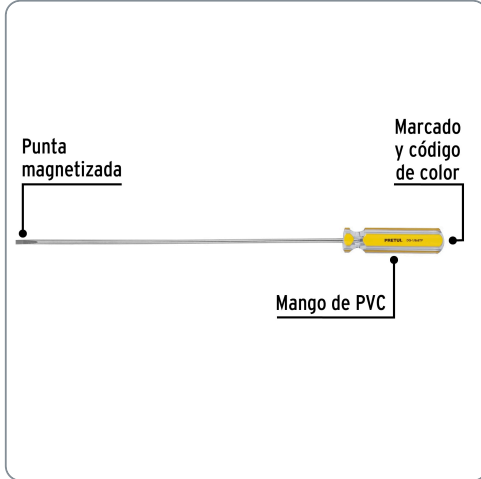 Punta
magnetizada
Marcado
y código
de color
PRETUL
Mango de PVC